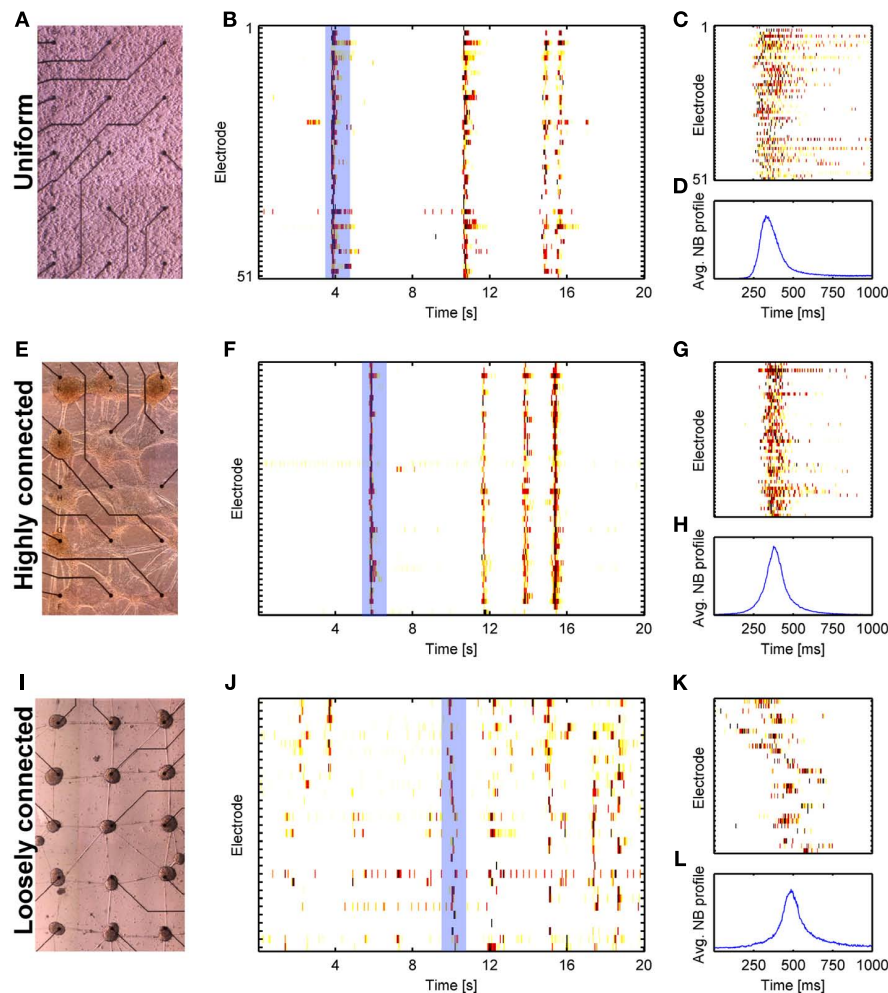 A
B
C
Uniform
Electrode
1
51
4
8
12
16
20
Time [s]
Electrode
1
51
D
Avg. NB profile
0
250
500
750
1000
Time [ms]
E
F
G
Highly connected
Electrode
4
8
12
16
20
Time [s]
Electrode
H
Avg. NB profile
0
250
500
750
1000
Time [ms]
I
J
K
Loosely connected
Electrode
4
8
12
16
20
Time [s]
Electrode
L
Avg. NB profile
0
250
500
750
1000
Time [ms]